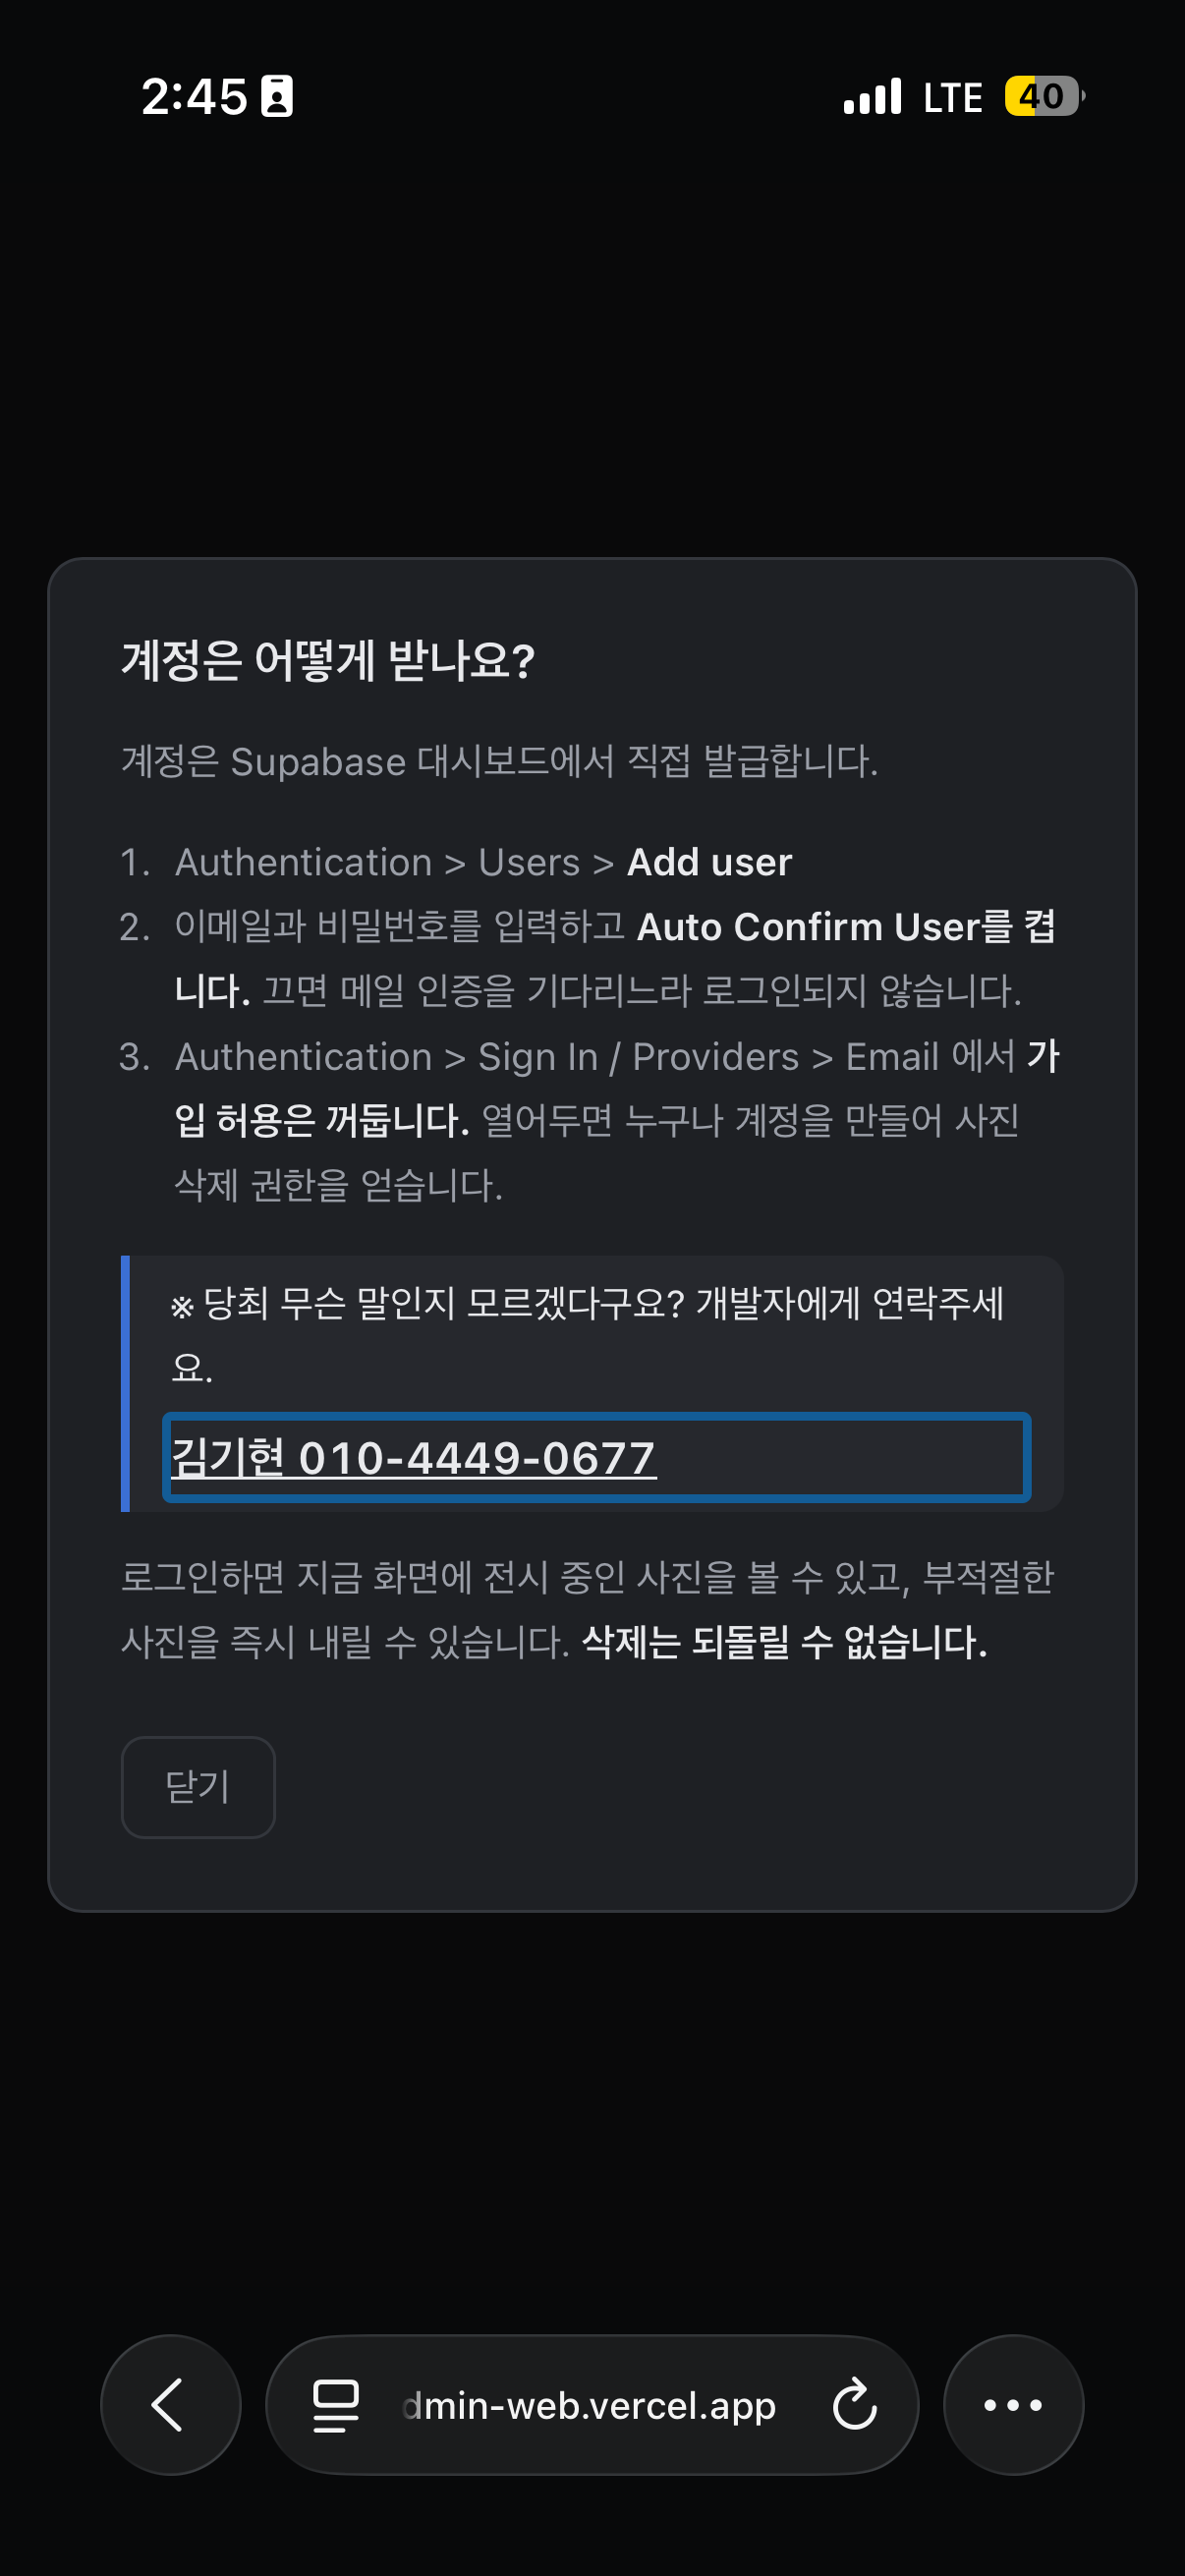 2:45
LTE 40
계정은 어떻게 받나요?
계정은 Supabase 대시보드에서 직접 발급합니다.
1. Authentication > Users > Add user
2. 이메일과 비밀번호를 입력하고 Auto Confirm User를 켭
니다. 끄면 메일 인증을 기다리느라 로그인되지 않습니다.
3. Authentication > Sign In / Providers > Email 에서 가
입 허용은 꺼둡니다. 열어두면 누구나 계정을 만들어 사진
삭제 권한을 얻습니다.
※ 당최 무슨 말인지 모르겠다구요? 개발자에게 연락주세
요.
김기현 010-4449-0677
로그인하면 지금 화면에 전시 중인 사진을 볼 수 있고, 부적절한
사진을 즉시 내릴 수 있습니다. 삭제는 되돌릴 수 없습니다.
닫기
dmin-web.vercel.app